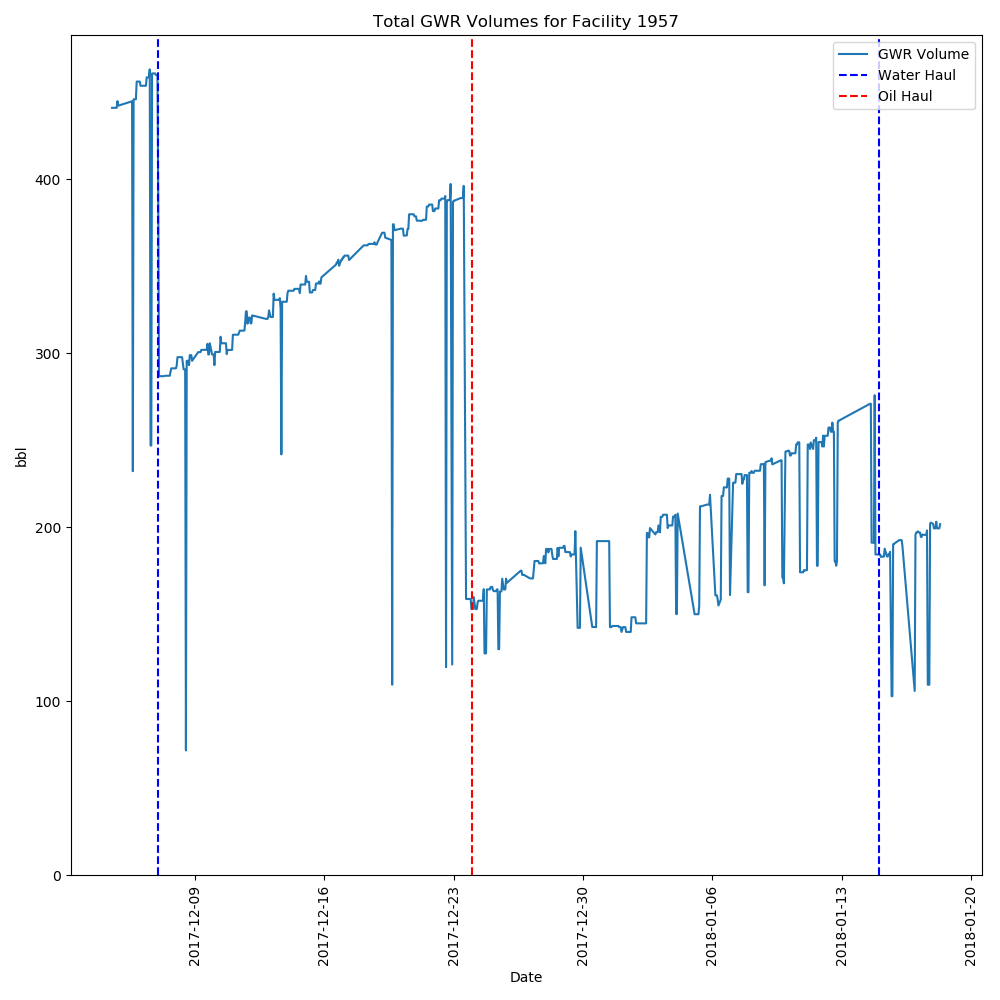 Total GWR Volumes for Facility 1957
GWR Volume
Water Haul
Oil Haul
bbl
400
300
200
100
0
2017-12-09
2017-12-16
2017-12-23
2017-12-30
2018-01-06
2018-01-13
2018-01-20
Date